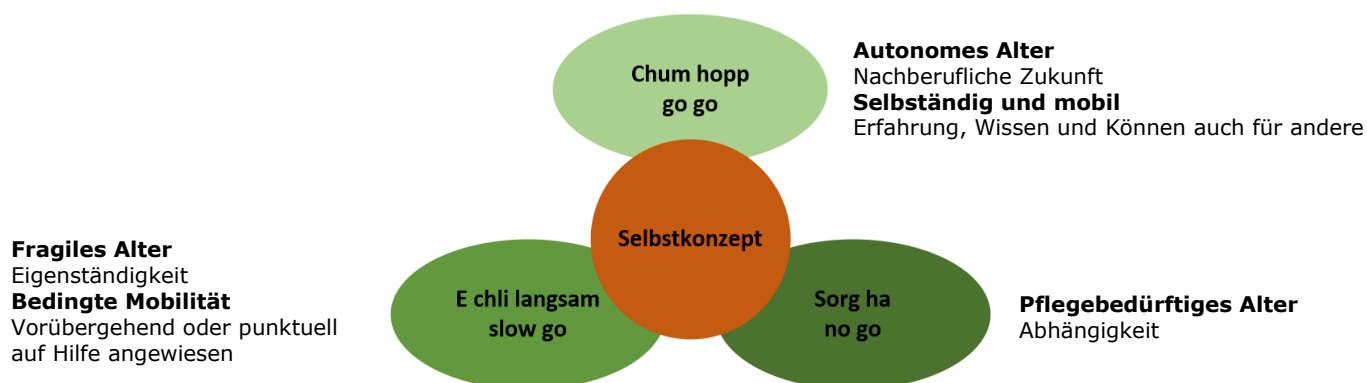 Chum hopp
go go
Autonomes Alter
Nachberufliche Zukunft
Selbständig und mobil
Erfahrung, Wissen und Können auch für andere
Selbstkonzept
Fragiles Alter
Eigenständigkeit
Bedingte Mobilität
Vorübergehend oder punktuell
auf Hilfe angewiesen
E chli langsam
slow go
Sorg ha
no go
Pflegebedürftiges Alter
Abhängigkeit